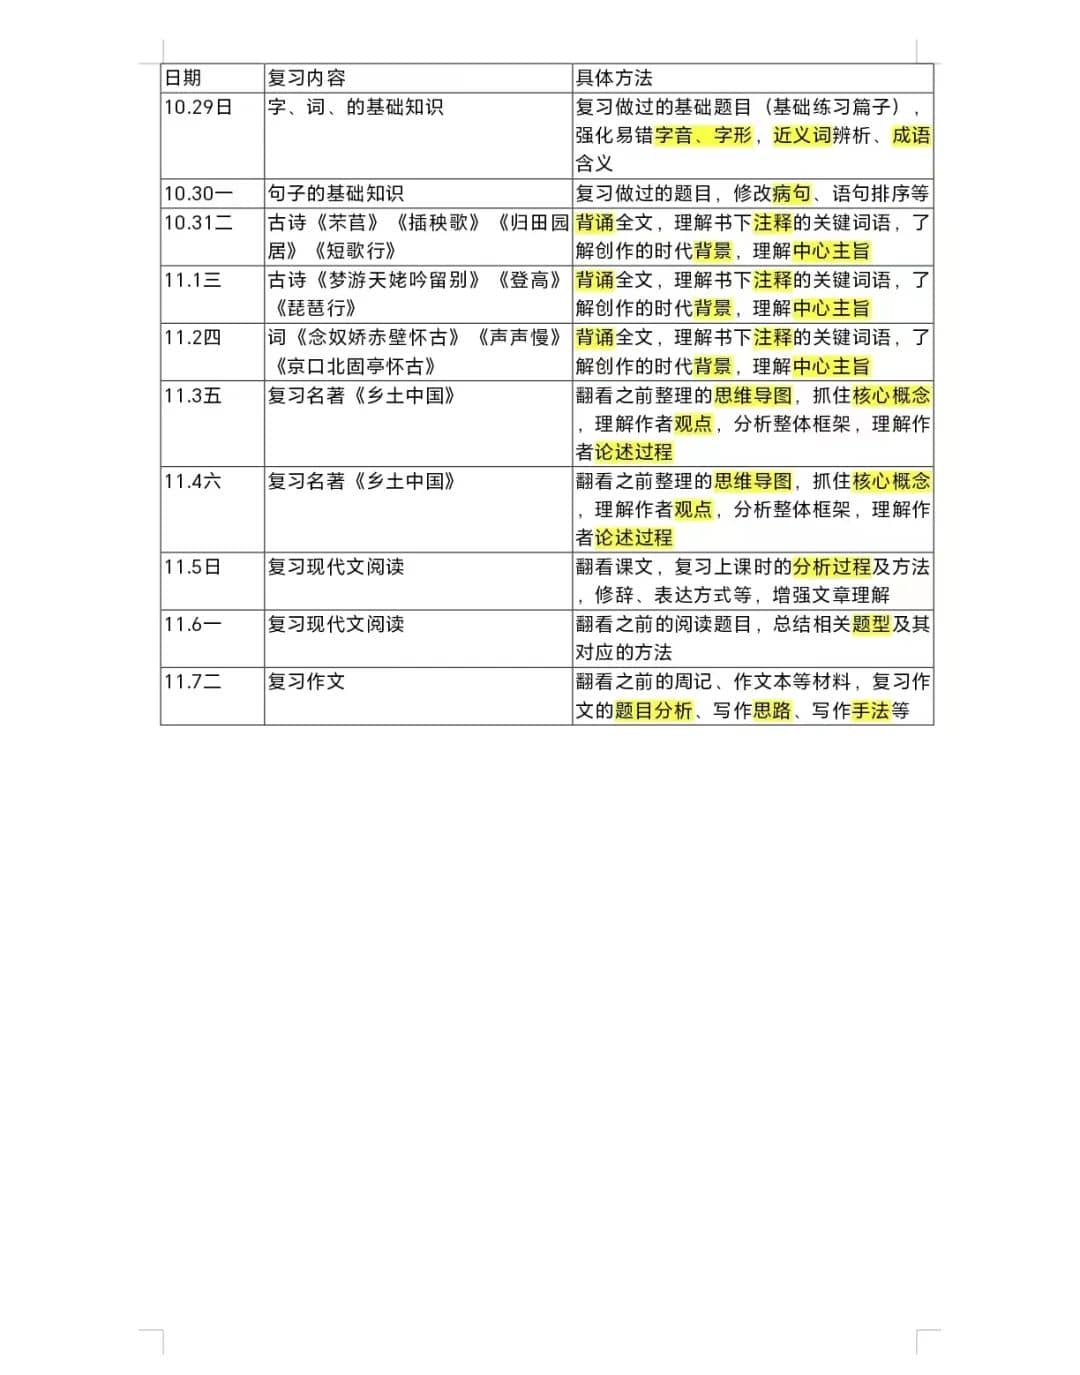 日期 复习内容 具体方法
10.29日 字、词、的基础知识 复习做过的基础题目（基础练习篇子），
强化易错字音、字形，近义词辨析、成语
含义
10.30一 句子的基础知识 复习做过的题目，修改病句、语句排序等
10.31二 古诗《芣苢》《插秧歌》《归田园 背诵全文，理解书下注释的关键词语，了
居》《短歌行》 解创作的时代背景，理解中心主旨
11.1三 古诗《梦游天姥吟留别》《登高》 背诵全文，理解书下注释的关键词语，了
《琵琶行》 解创作的时代背景，理解中心主旨
11.2四 词《念奴娇赤壁怀古》《声声慢》 背诵全文，理解书下注释的关键词语，了
《京口北固亭怀古》 解创作的时代背景，理解中心主旨
11.3五 复习名著《乡土中国》 翻看之前整理的思维导图，抓住核心概念
，理解作者观点，分析整体框架，理解作
者论述过程
11.4六 复习名著《乡土中国》 翻看之前整理的思维导图，抓住核心概念
，理解作者观点，分析整体框架，理解作
者论述过程
11.5日 复习现代文阅读 翻看课文，复习上课时的分析过程及方法
，修辞、表达方式等，增强文章理解
11.6一 复习现代文阅读 翻看之前的阅读题目，总结相关题型及其
对应的方法
11.7二 复习作文 翻看之前的周记、作文本等材料，复习作
文的题目分析、写作思路、写作手法等